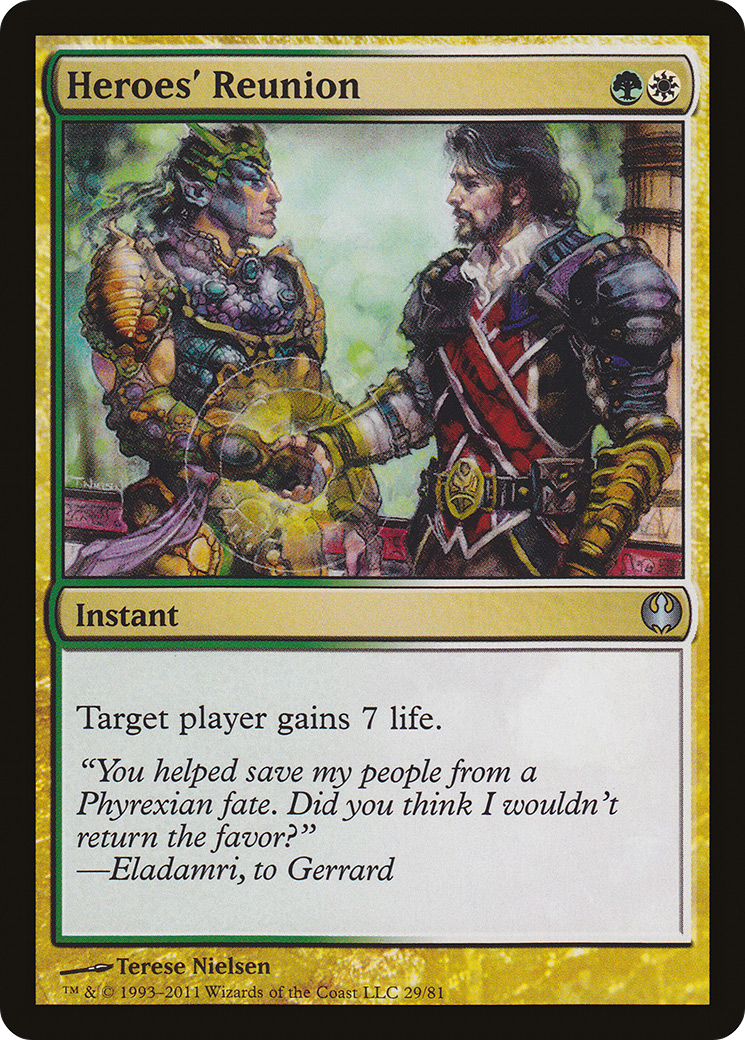 Heroes' Reunion
T. NIELSEN
Instant
Target player gains 7 life.
“You helped save my people from a
Phyrexian fate. Did you think I wouldn't
return the favor?”
—Eladamri, to Gerrard
Terese Nielsen
™ & © 1993–2011 Wizards of the Coast LLC 29/81